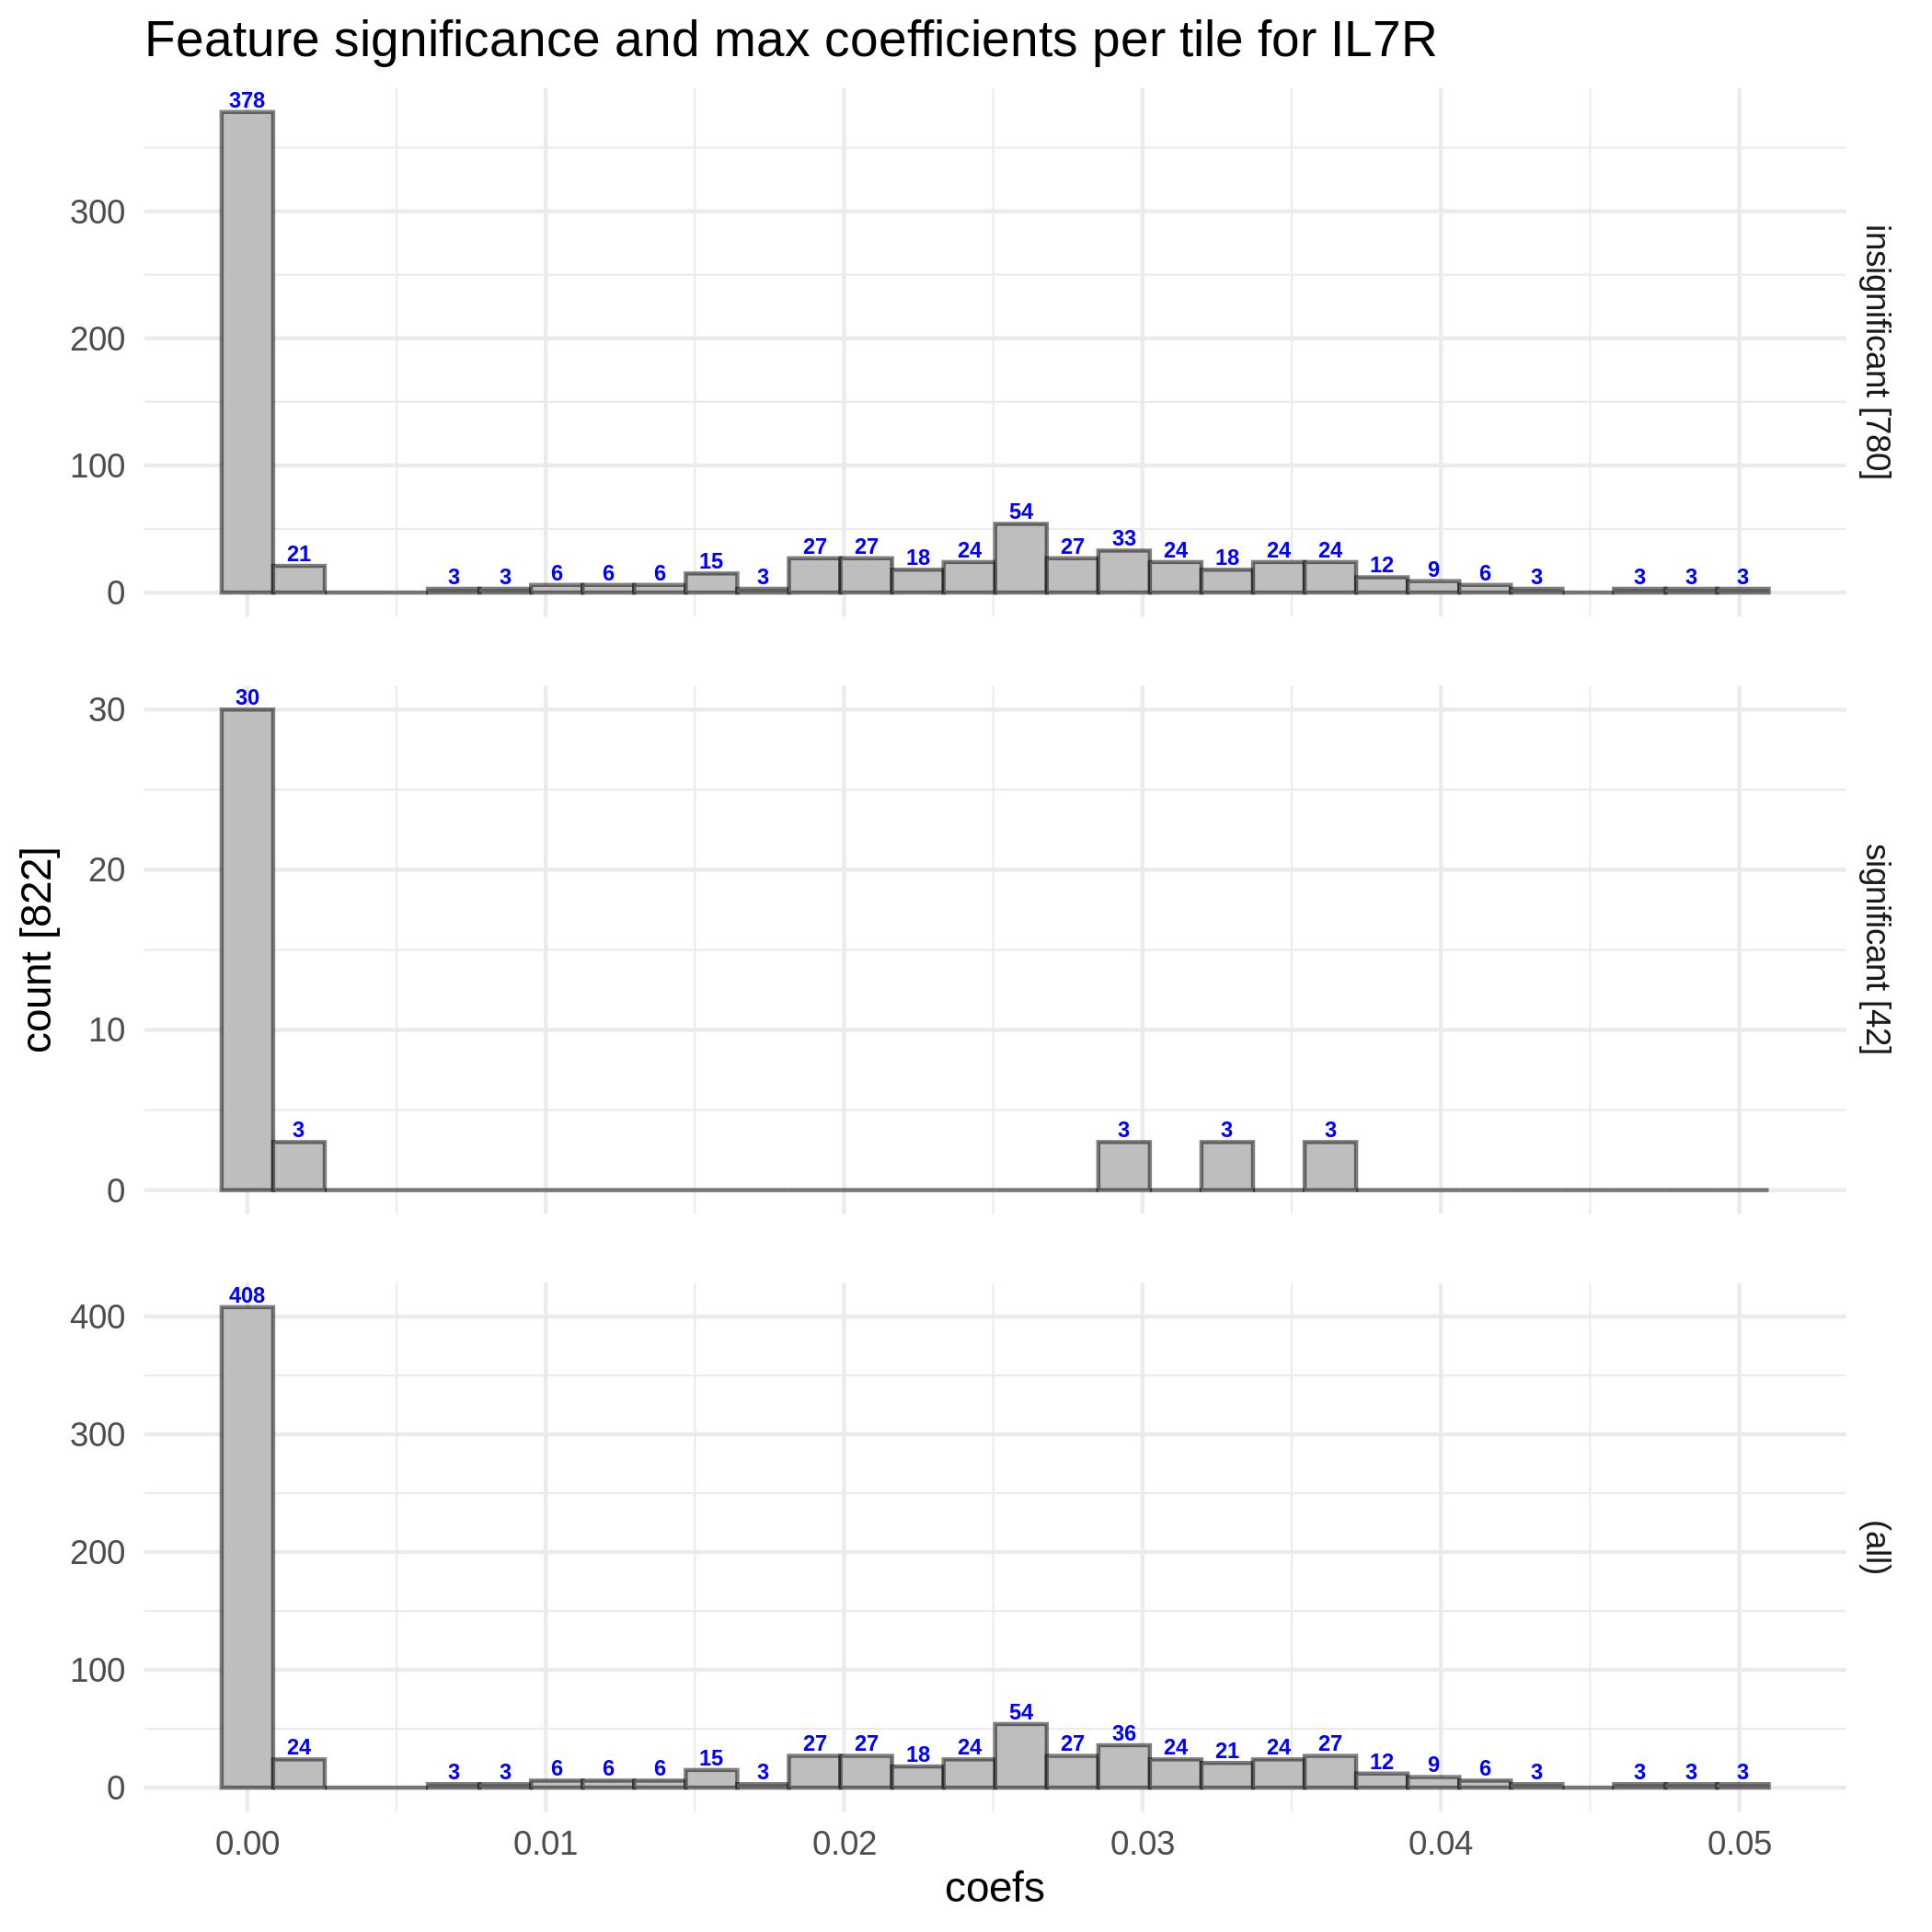 Feature significance and max coefficients per tile for IL7R
378
21
3 3 6 6 6 15 3 27 27 18 24 54 27 33 24 18 24 24 12 9 6 3 3 3 3
300
200
100
0
insignificant [780]
30
3 3 3 3
30
20
10
0
significant [42]
count [822]
408
24
3 3 6 6 6 15 3 27 27 18 24 54 27 36 24 21 24 27 12 9 6 3 3 3 3
400
300
200
100
0
(all)
0.00 0.01 0.02 0.03 0.04 0.05
coefs